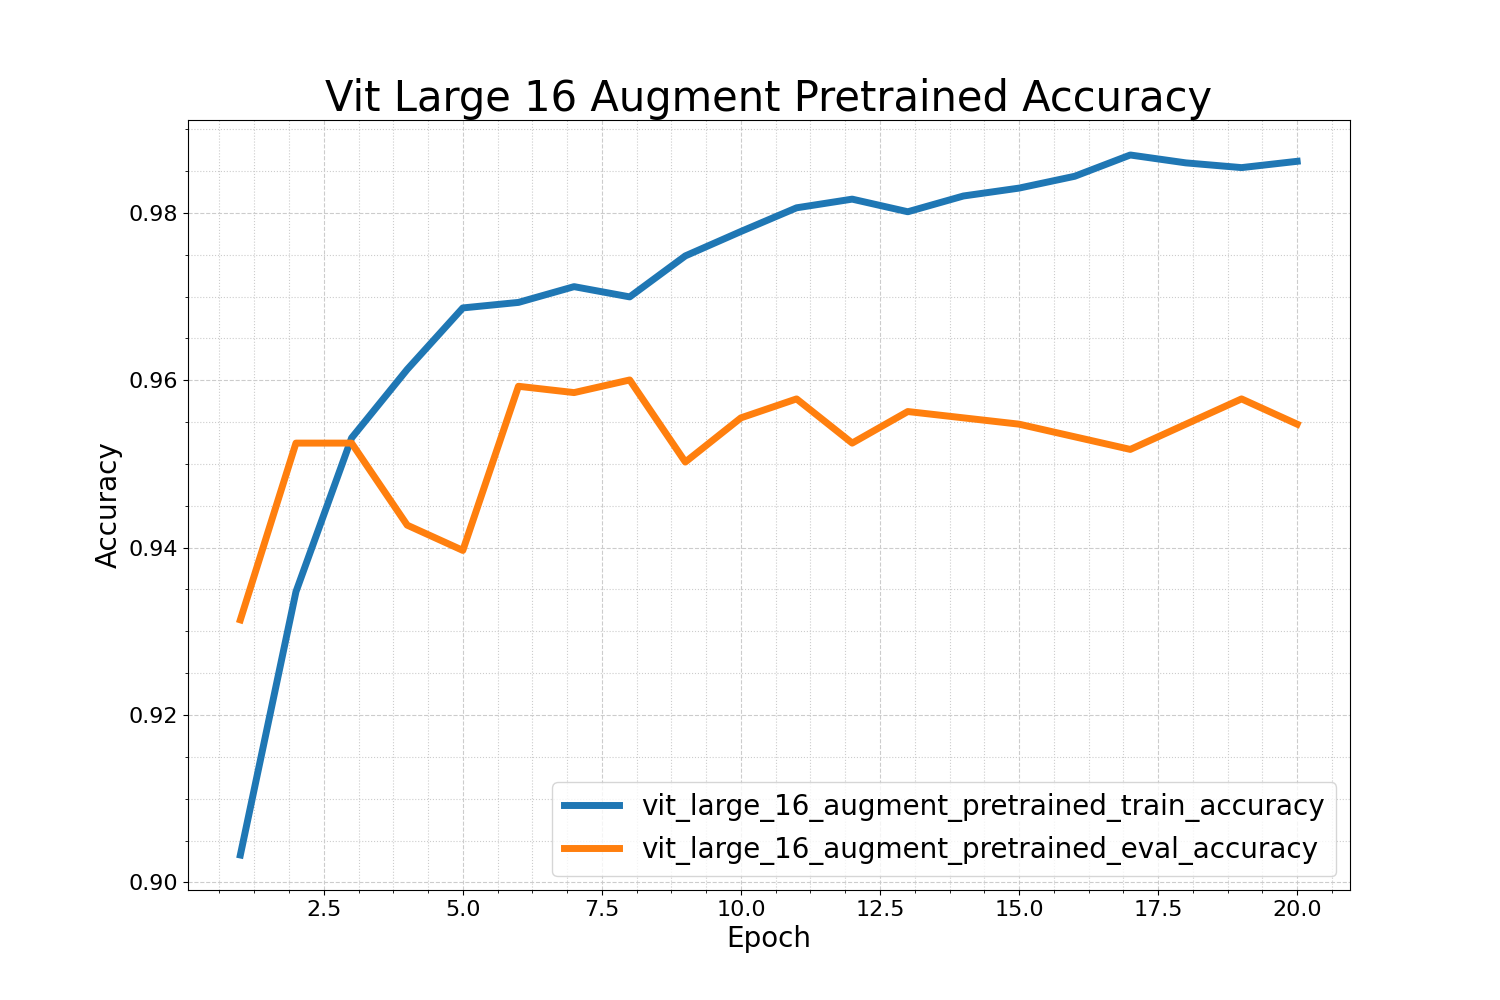 Vit Large 16 Augment Pretrained Accuracy
Accuracy
0.98
0.96
0.94
0.92
0.90
vit_large_16_augment_pretrained_train_accuracy
vit_large_16_augment_pretrained_eval_accuracy
2.5 5.0 7.5 10.0 12.5 15.0 17.5 20.0
Epoch